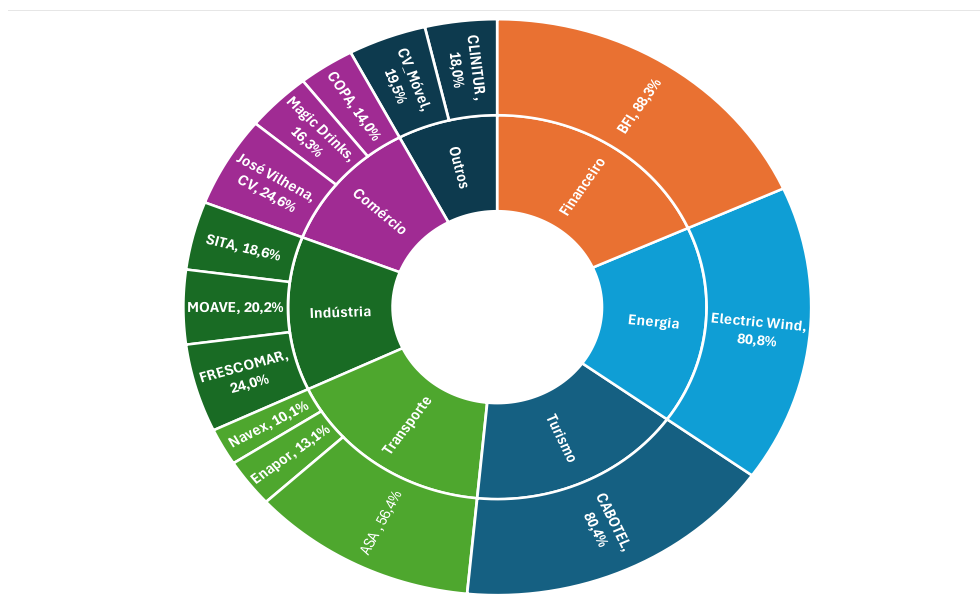 BFI, 88,3%
Financeiro
Electric Wind,
80,8%
Energia
CABOTEL,
80,4%
Turismo
ASA , 56,4%
Enapor, 13,1%
Navex, 10,1%
Transporte
FRESCOMAR,
24,0%
MOAVE, 20,2%
SITA, 18,6%
Indústria
José Vilhena,
CV, 24,6%
Magic Drinks,
16,3%
COPA, 14,0%
Comércio
CV_Móvel,
19,5%
CLINITUR ,
18,0%
Outros